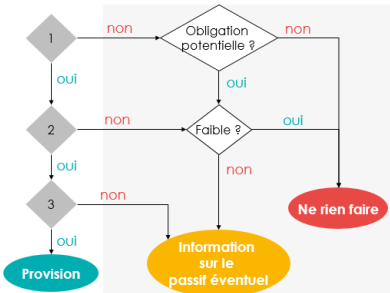 1
non
Obligation
potentielle ?
non
oui
oui
2
non
Faible ?
oui
oui
non
3
non
Ne rien faire
oui
Information
sur le
passif éventuel
Provision